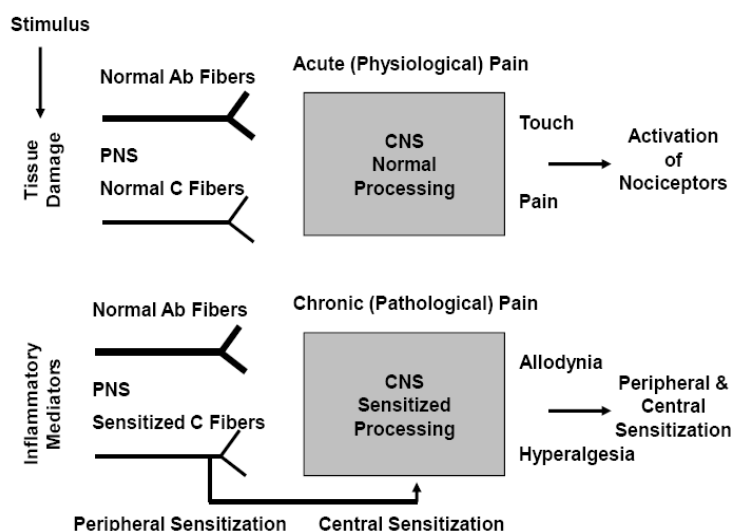 Stimulus
Tissue
Damage
Normal Ab Fibers
PNS
Normal C Fibers
Acute (Physiological) Pain
CNS
Normal
Processing
Touch
Pain
Activation
of
Nociceptors
Inflammatory
Mediators
Normal Ab Fibers
PNS
Sensitized C Fibers
Chronic (Pathological) Pain
CNS
Sensitized
Processing
Allodynia
Hyperalgesia
Peripheral &
Central
Sensitization
Peripheral Sensitization
Central Sensitization